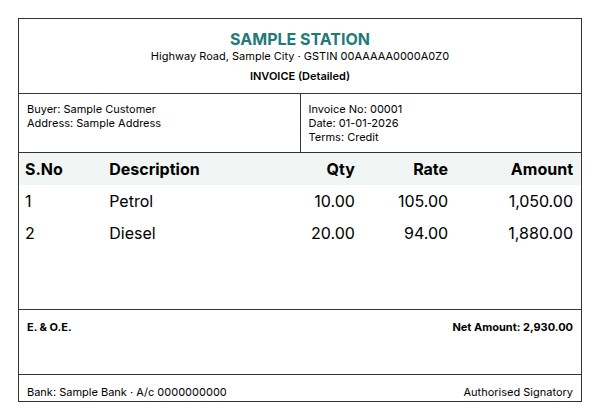 SAMPLE STATION
Highway Road, Sample City · GSTIN 00AAAAA0000A0Z0
INVOICE (Detailed)
Buyer: Sample Customer
Address: Sample Address
Invoice No: 00001
Date: 01-01-2026
Terms: Credit
S.No Description Qty Rate Amount
1 Petrol 10.00 105.00 1,050.00
2 Diesel 20.00 94.00 1,880.00
E. & O.E. Net Amount: 2,930.00
Bank: Sample Bank · A/c 0000000000 Authorised Signatory